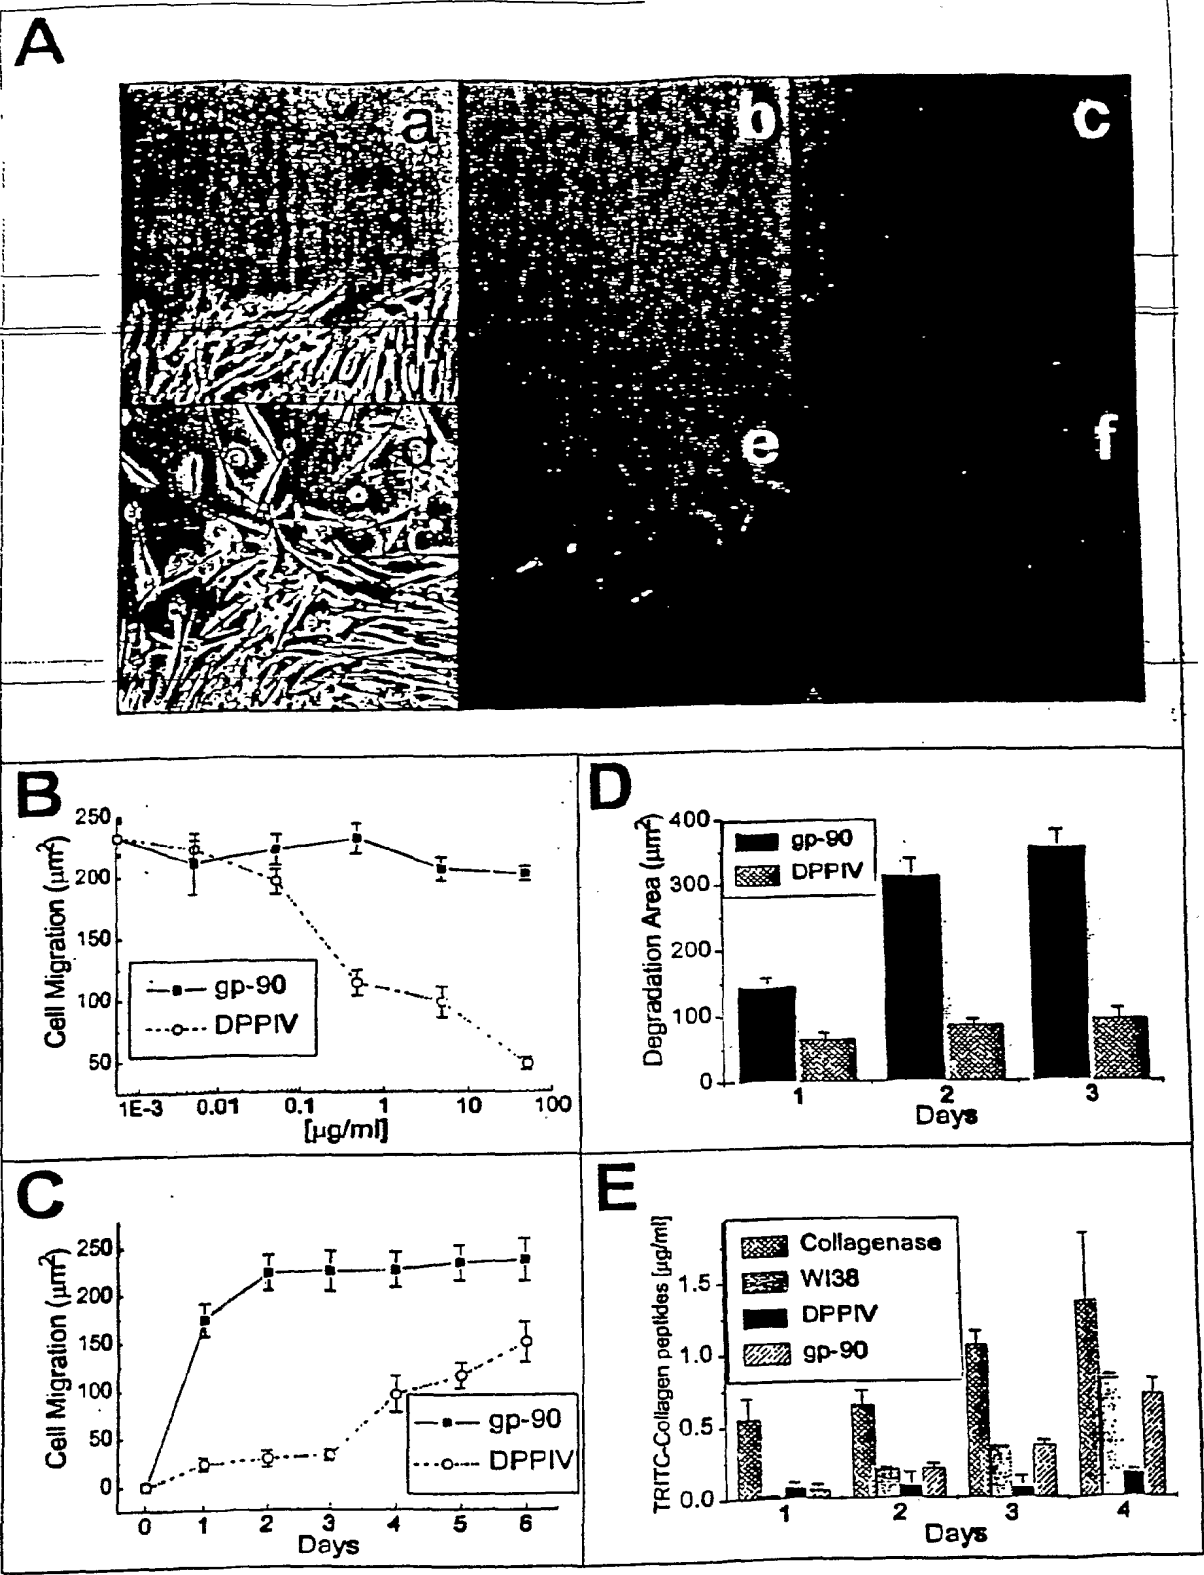 A
a
b
c
d
e
f
B
Cell Migration (µm²)
250
200
150
100
50
gp-90
DPPIV
1E-3 0.01 0.1 1 10 100
[µg/ml]
C
Cell Migration (µm²)
250
200
150
100
50
0
gp-90
DPPIV
0 1 2 3 4 5 6
Days
D
Degradation Area (µm²)
400
300
200
100
0
gp-90
DPPIV
1 2 3
Days
E
TRITC-Collagen peptides [µg/ml]
1.5
1.0
0.5
0.0
Collagenase
WI38
DPPIV
gp-90
1 2 3 4
Days